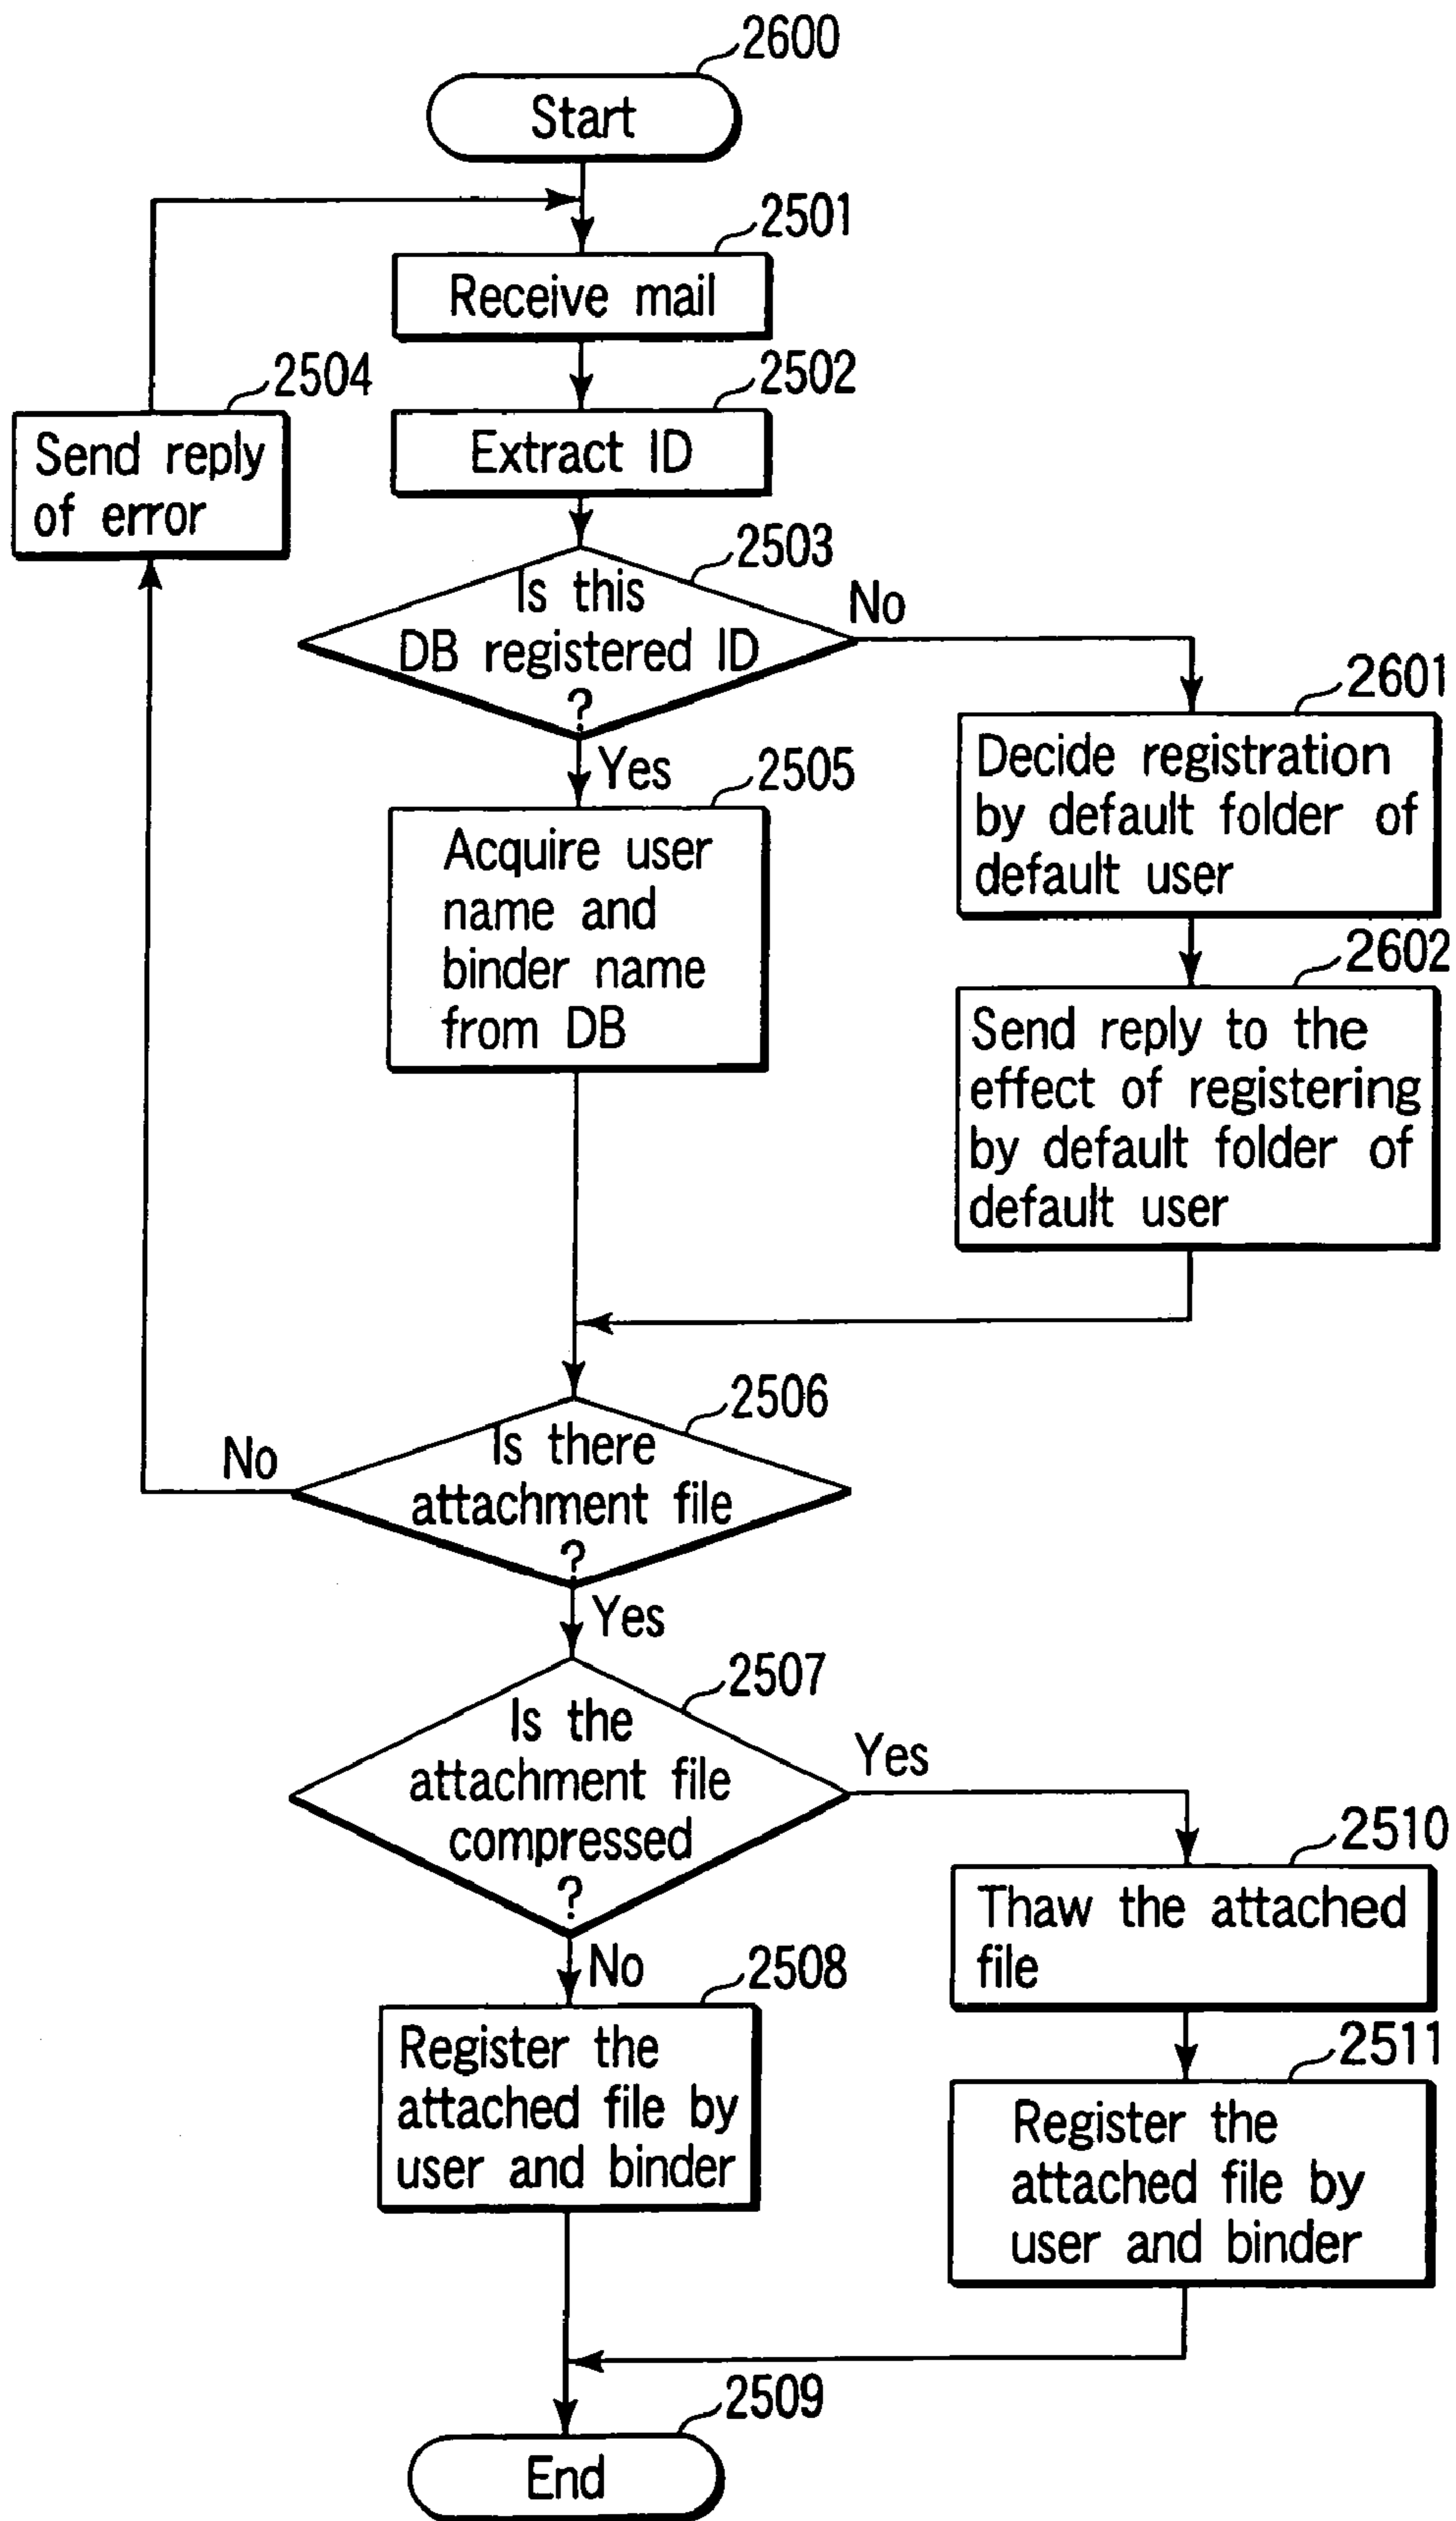 2600
Start
2501
Receive mail
2502
Extract ID
2504
Send reply
of error
2503
Is this
DB registered ID
?
No
Yes
2601
Decide registration
by default folder of
default user
2505
Acquire user
name and
binder name
from DB
2602
Send reply to the
effect of registering
by default folder of
default user
2506
Is there
attachment file
?
No
Yes
2507
Is the
attachment file
compressed
?
Yes
No
2510
Thaw the attached
file
2508
Register the
attached file by
user and binder
2511
Register the
attached file by
user and binder
2509
End